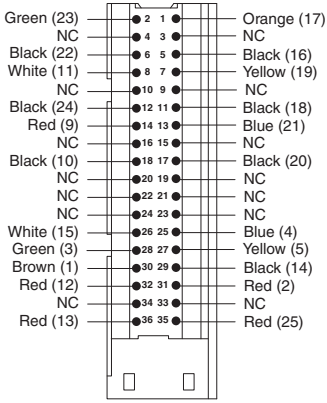 Green (23) 2 1 Orange (17)
NC 4 3 NC
Black (22) 6 5 Black (16)
White (11) 8 7 Yellow (19)
NC 10 9 NC
Black (24) 12 11 Black (18)
Red (9) 14 13 Blue (21)
NC 16 15 NC
Black (10) 18 17 Black (20)
NC 20 19 NC
NC 22 21 NC
NC 24 23 NC
White (15) 26 25 Blue (4)
Green (3) 28 27 Yellow (5)
Brown (1) 30 29 Black (14)
Red (12) 32 31 Red (2)
NC 34 33 NC
Red (13) 36 35 Red (25)